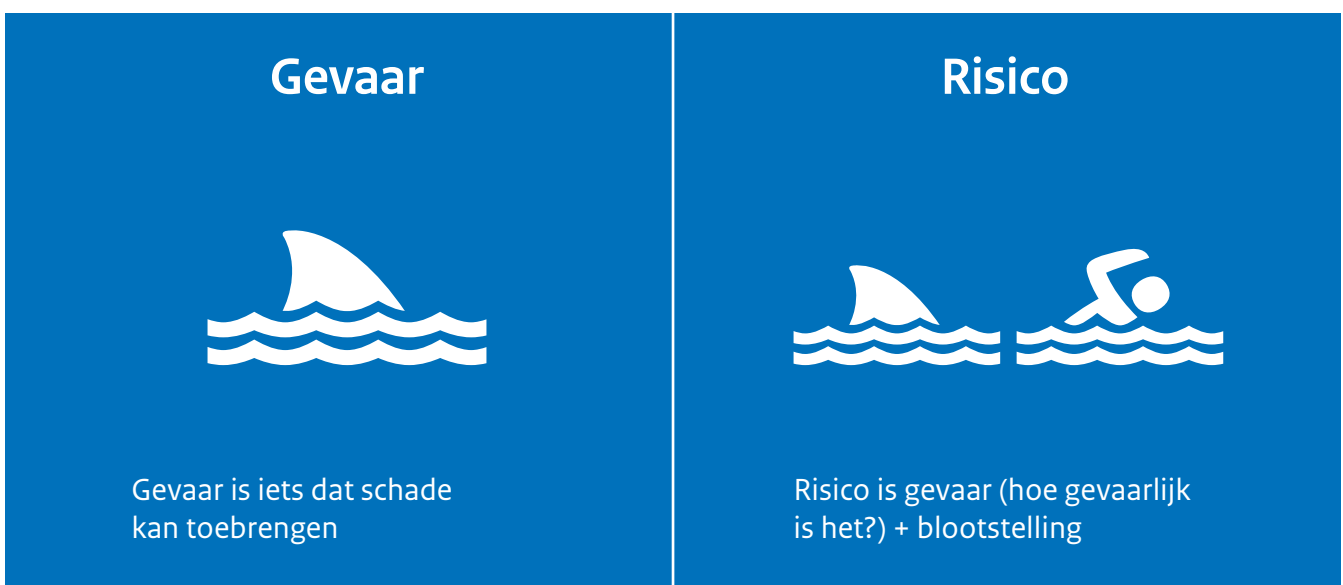 Gevaar
Gevaar is iets dat schade
kan toebrengen
Risico
Risico is gevaar (hoe gevaarlijk
is het?) + blootstelling